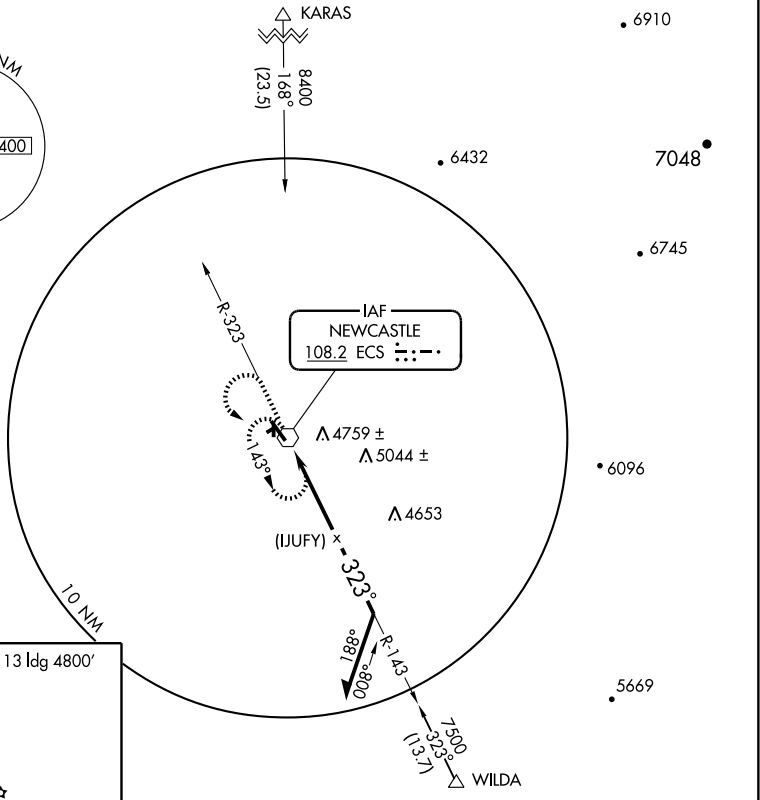 KARAS
6910
NM
8400
168°
(23.5)
400
6432
7048
6745
R-323
IAF
NEWCASTLE
108.2 ECS
4759 ±
5044 ±
143°
6096
4653
(IJUFY) x
323°
10 NM
13 ldg 4800'
188°
008°
R-143
5669
7500
323°
(13.7)
WILDA